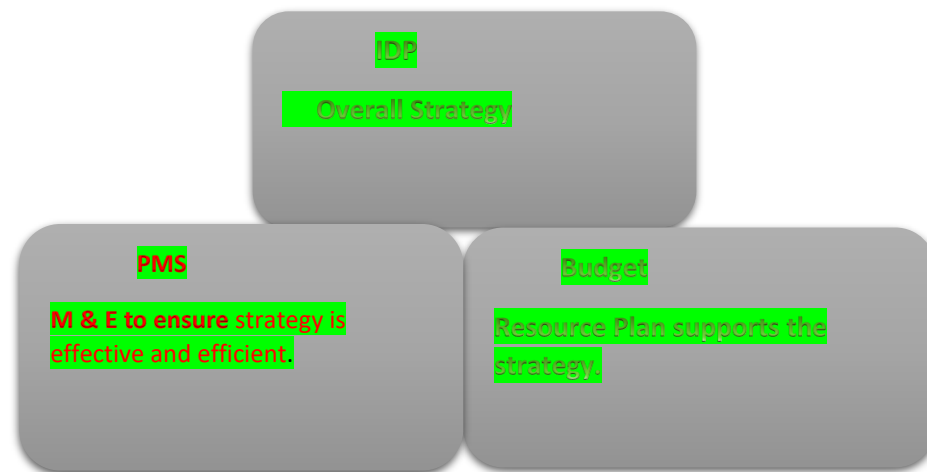 IDP
Overall Strategy
PMS
M & E to ensure strategy is
effective and efficient.
Budget
Resource Plan supports the
strategy.